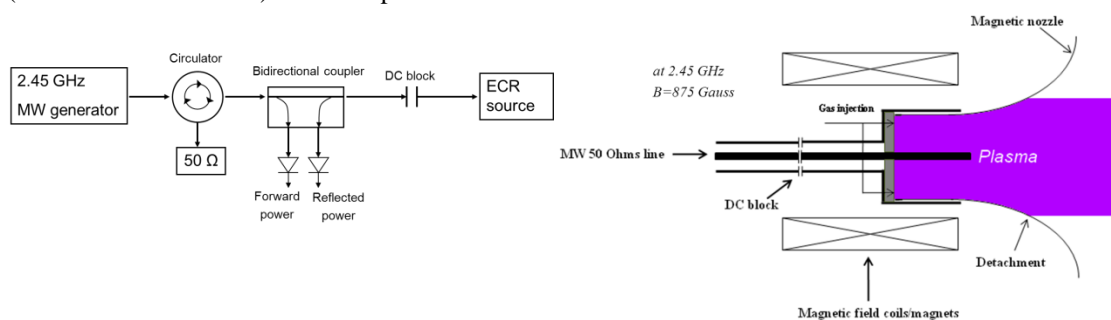 Circulator
2.45 GHz
MW generator
Bidirectional coupler
DC block
ECR
source
50 Ω
Forward
power
Reflected
power
Magnetic nozzle
at 2.45 GHz
B=875 Gauss
Gas injection
MW 50 Ohms line
Plasma
DC block
Detachment
Magnetic field coils/magnets